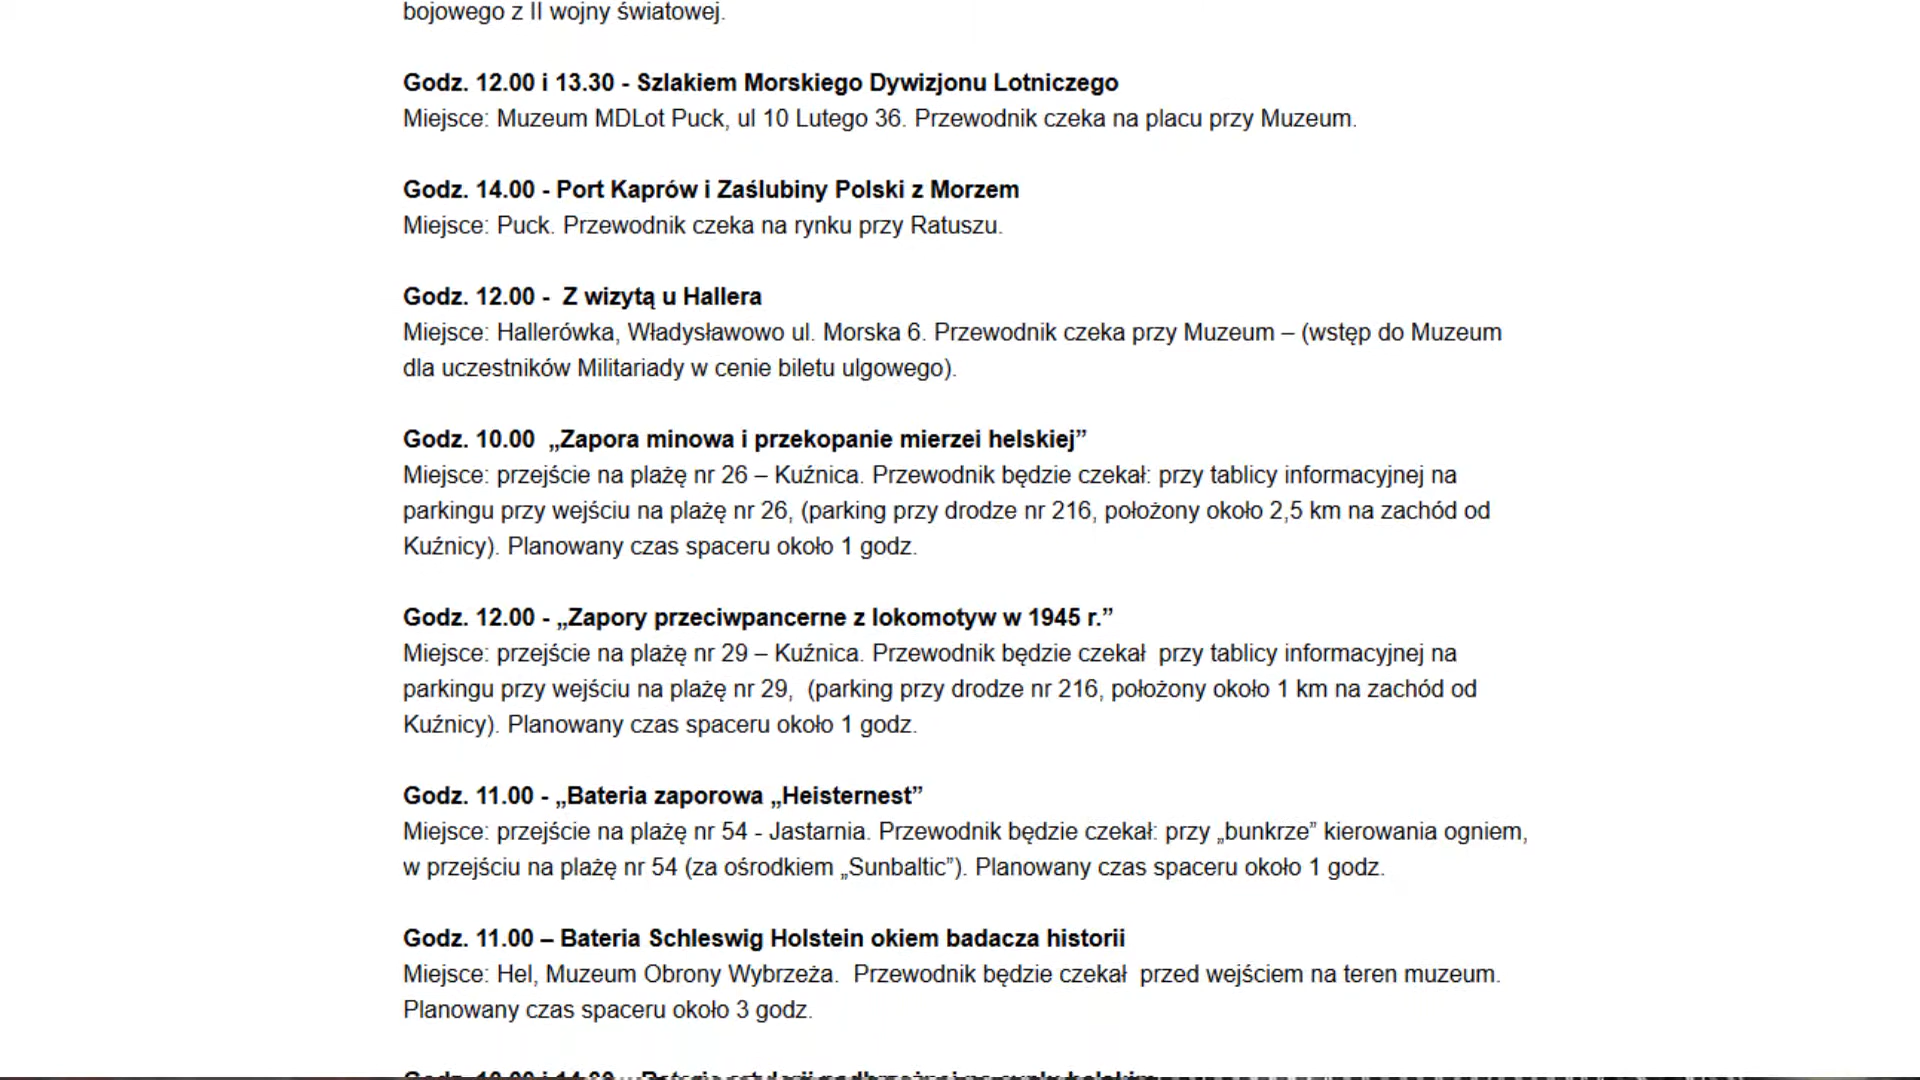 bojowego z II wojny światowej.
Godz. 12.00 i 13.30 - Szlakiem Morskiego Dywizjonu Lotniczego
Miejsce: Muzeum MDLot Puck, ul 10 Lutego 36. Przewodnik czeka na placu przy Muzeum.
Godz. 14.00 - Port Kaprów i Zaślubiny Polski z Morzem
Miejsce: Puck. Przewodnik czeka na rynku przy Ratuszu.
Godz. 12.00 -  Z wizytą u Hallera
Miejsce: Hallerówka, Władysławowo ul. Morska 6. Przewodnik czeka przy Muzeum – (wstęp do Muzeum
dla uczestników Militariady w cenie biletu ulgowego).
Godz. 10.00  „Zapora minowa i przekopanie mierzei helskiej”
Miejsce: przejście na plażę nr 26 – Kuźnica. Przewodnik będzie czekał: przy tablicy informacyjnej na
parkingu przy wejściu na plażę nr 26, (parking przy drodze nr 216, położony około 2,5 km na zachód od
Kuźnicy). Planowany czas spaceru około 1 godz.
Godz. 12.00 - „Zapory przeciwpancerne z lokomotyw w 1945 r.”
Miejsce: przejście na plażę nr 29 – Kuźnica. Przewodnik będzie czekał  przy tablicy informacyjnej na
parkingu przy wejściu na plażę nr 29,  (parking przy drodze nr 216, położony około 1 km na zachód od
Kuźnicy). Planowany czas spaceru około 1 godz.
Godz. 11.00 - „Bateria zaporowa „Heisternest”
Miejsce: przejście na plażę nr 54 - Jastarnia. Przewodnik będzie czekał: przy „bunkrze” kierowania ogniem,
w przejściu na plażę nr 54 (za ośrodkiem „Sunbaltic”). Planowany czas spaceru około 1 godz.
Godz. 11.00 – Bateria Schleswig Holstein okiem badacza historii
Miejsce: Hel, Muzeum Obrony Wybrzeża.  Przewodnik będzie czekał  przed wejściem na teren muzeum.
Planowany czas spaceru około 3 godz.